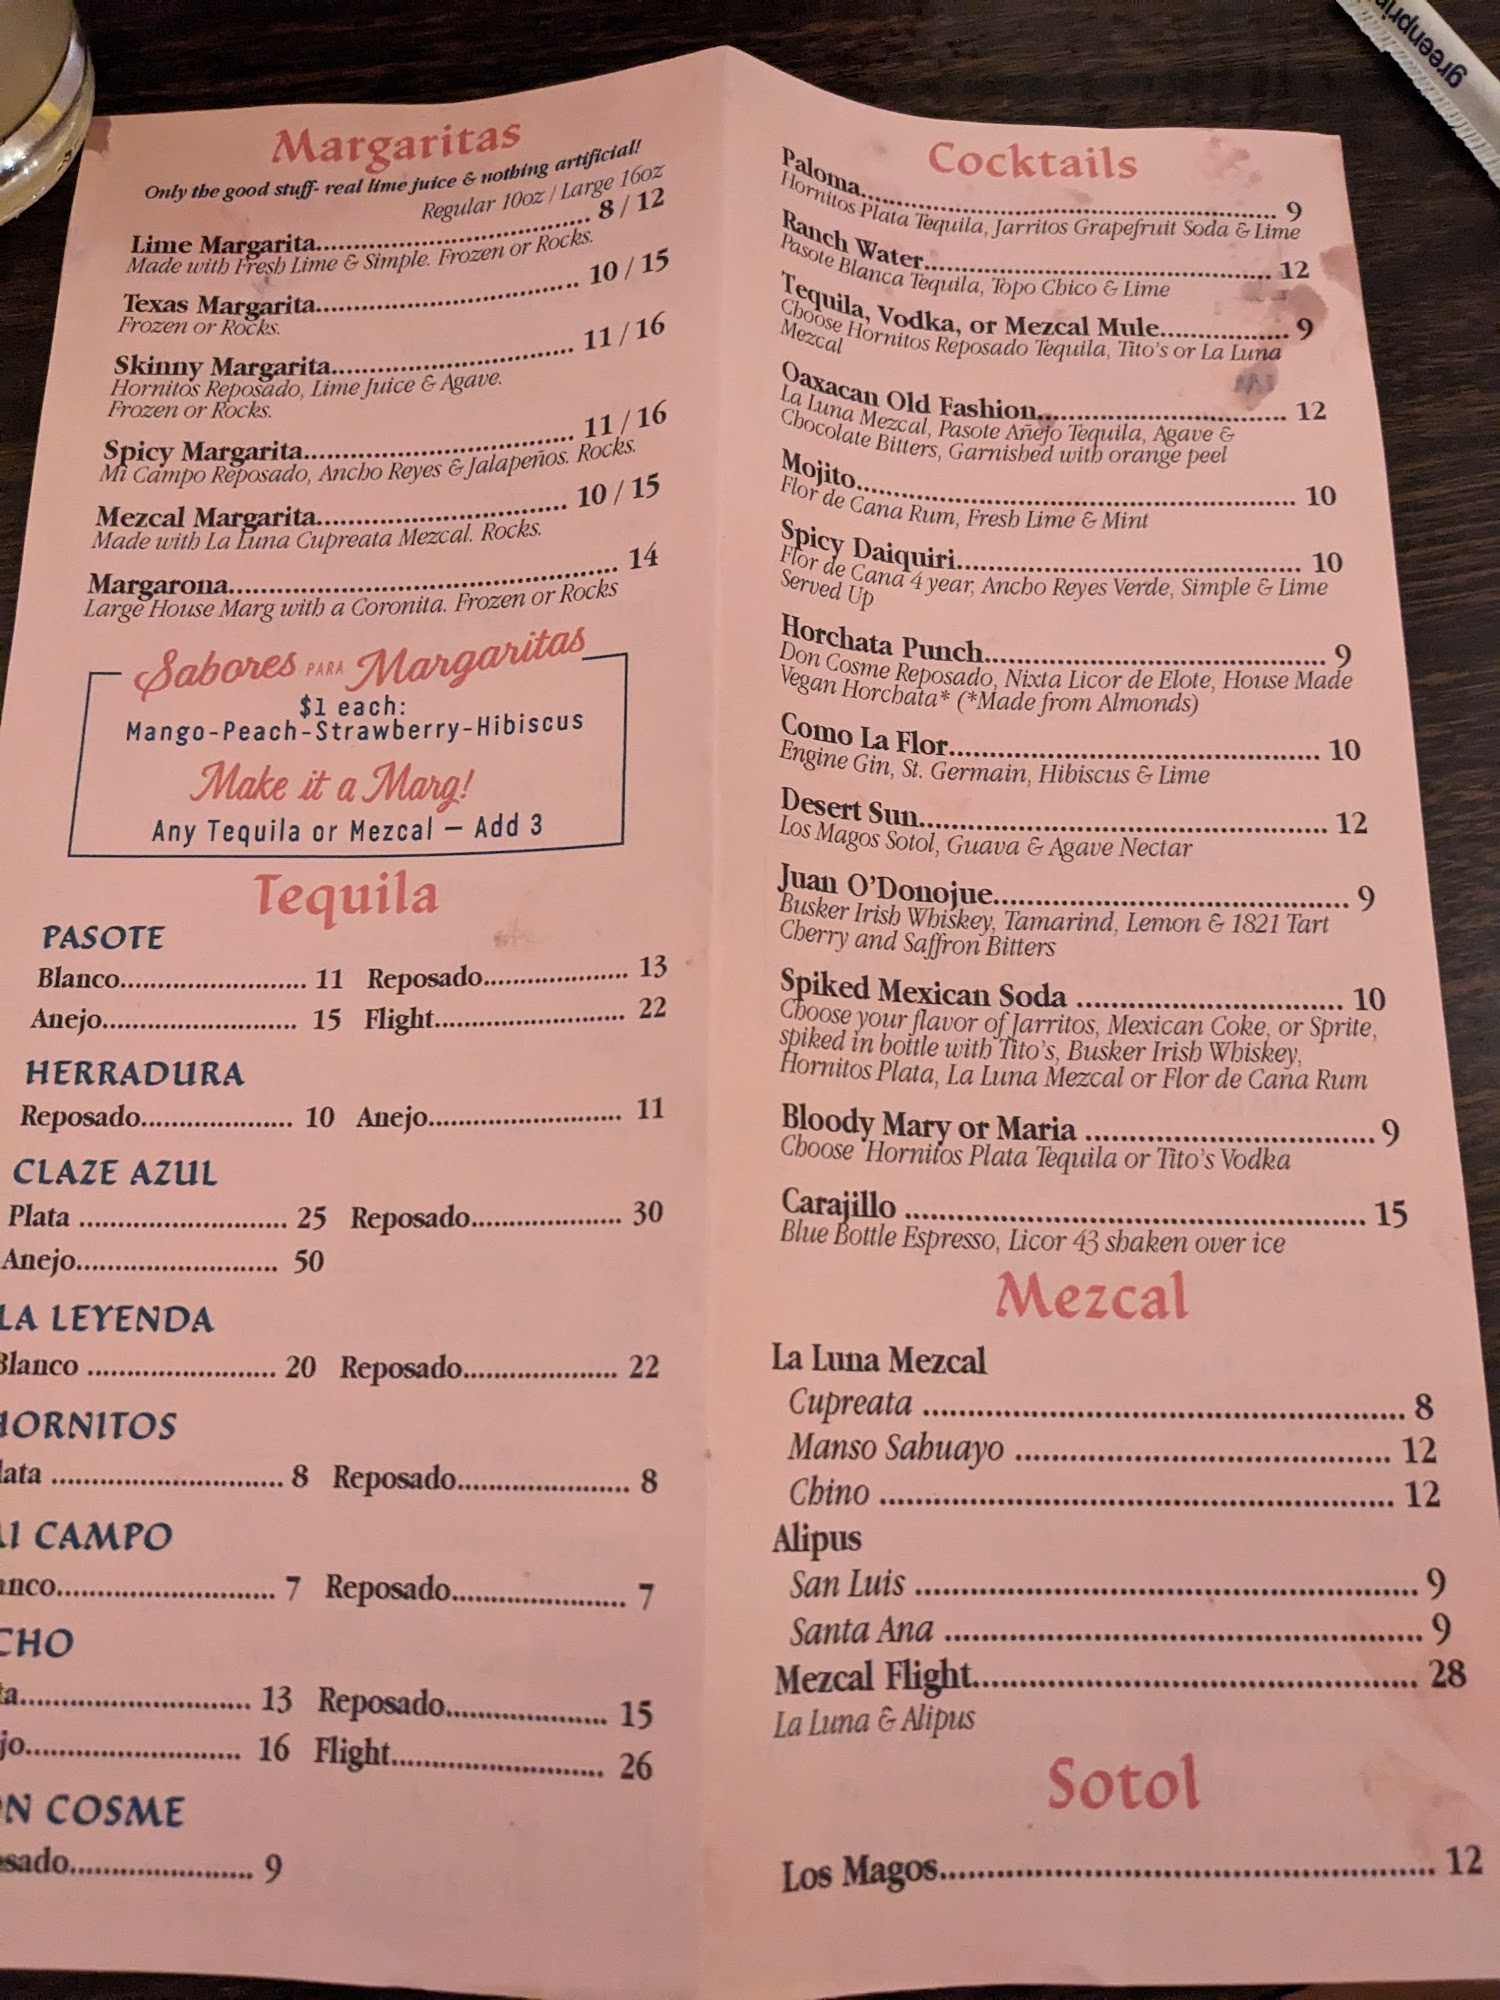 Margaritas
Only the good stuff- real lime juice & nothing artificial!
Regular 10oz / Large 16oz
Lime Margarita 8 / 12
Made with Fresh Lime & Simple. Frozen or Rocks.
Texas Margarita 10 / 15
Frozen or Rocks.
Skinny Margarita 11 / 16
Hornitos Reposado, Lime Juice & Agave.
Frozen or Rocks.
Spicy Margarita 11 / 16
Mi Campo Reposado, Ancho Reyes & Jalapeños. Rocks.
Mezcal Margarita 10 / 15
Made with La Luna Cupreata Mezcal. Rocks.
Margarona 14
Large House Marg with a Coronita. Frozen or Rocks
Sabores PARA Margaritas
$1 each:
Mango-Peach-Strawberry-Hibiscus
Make it a Marg!
Any Tequila or Mezcal — Add 3
Tequila
PASOTE
Blanco 11 Reposado 13
Anejo 15 Flight 22
HERRADURA
Reposado 10 Anejo 11
CLAZE AZUL
Plata 25 Reposado 30
Anejo 50
LA LEYENDA
Blanco 20 Reposado 22
HORNITOS
lata 8 Reposado 8
CAMPO
nco 7 Reposado 7
CHO
ta 13 Reposado 15
jo 16 Flight 26
N COSME
sado 9
Cocktails
Paloma 9
Hornitos Plata Tequila, Jarritos Grapefruit Soda & Lime
Ranch Water 12
Pasote Blanca Tequila, Topo Chico & Lime
Tequila, Vodka, or Mezcal Mule 9
Choose Hornitos Reposado Tequila, Tito's or La Luna
Mezcal
Oaxacan Old Fashion 12
La Luna Mezcal, Pasote Añejo Tequila, Agave &
Chocolate Bitters, Garnished with orange peel
Mojito 10
Flor de Cana Rum, Fresh Lime & Mint
Spicy Daiquiri 10
Flor de Cana 4 year, Ancho Reyes Verde, Simple & Lime
Served Up
Horchata Punch 9
Don Cosme Reposado, Nixta Licor de Elote, House Made
Vegan Horchata* (*Made from Almonds)
Como La Flor 10
Engine Gin, St. Germain, Hibiscus & Lime
Desert Sun 12
Los Magos Sotol, Guava & Agave Nectar
Juan O'Donojue 9
Busker Irish Whiskey, Tamarind, Lemon & 1821 Tart
Cherry and Saffron Bitters
Spiked Mexican Soda 10
Choose your flavor of Jarritos, Mexican Coke, or Sprite,
spiked in bottle with Tito's, Busker Irish Whiskey,
Hornitos Plata, La Luna Mezcal or Flor de Cana Rum
Bloody Mary or Maria 9
Choose Hornitos Plata Tequila or Tito's Vodka
Carajillo 15
Blue Bottle Espresso, Licor 43 shaken over ice
Mezcal
La Luna Mezcal
Cupreata 8
Manso Sahuayo 12
Chino 12
Alipus
San Luis 9
Santa Ana 9
Mezcal Flight 28
La Luna & Alipus
Sotol
Los Magos 12
greenpri